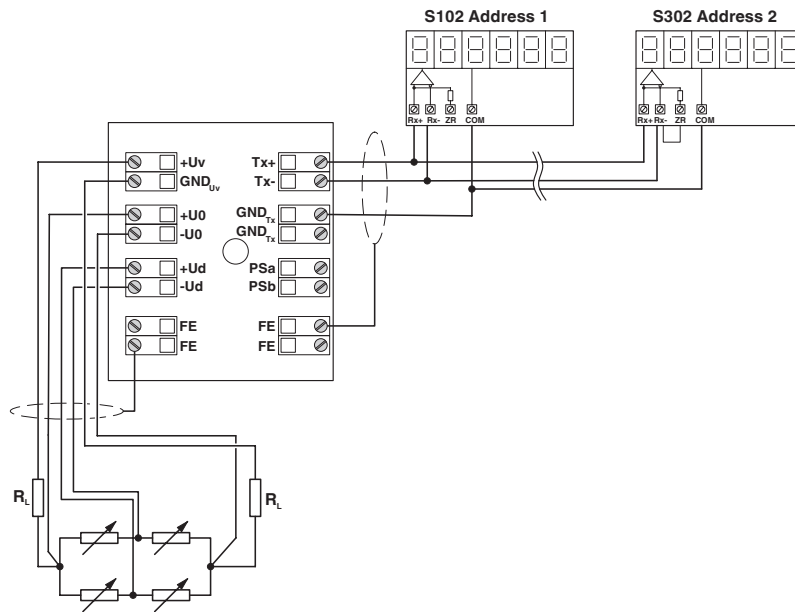 S102 Address 1
S302 Address 2
Rx+ Rx- ZR COM
Rx+ Rx- ZR COM
+Uv
GNDUv
+U0
-U0
+Ud
-Ud
FE
FE
Tx+
Tx-
GNDTx
GNDTx
PSa
PSb
FE
FE
RL
RL